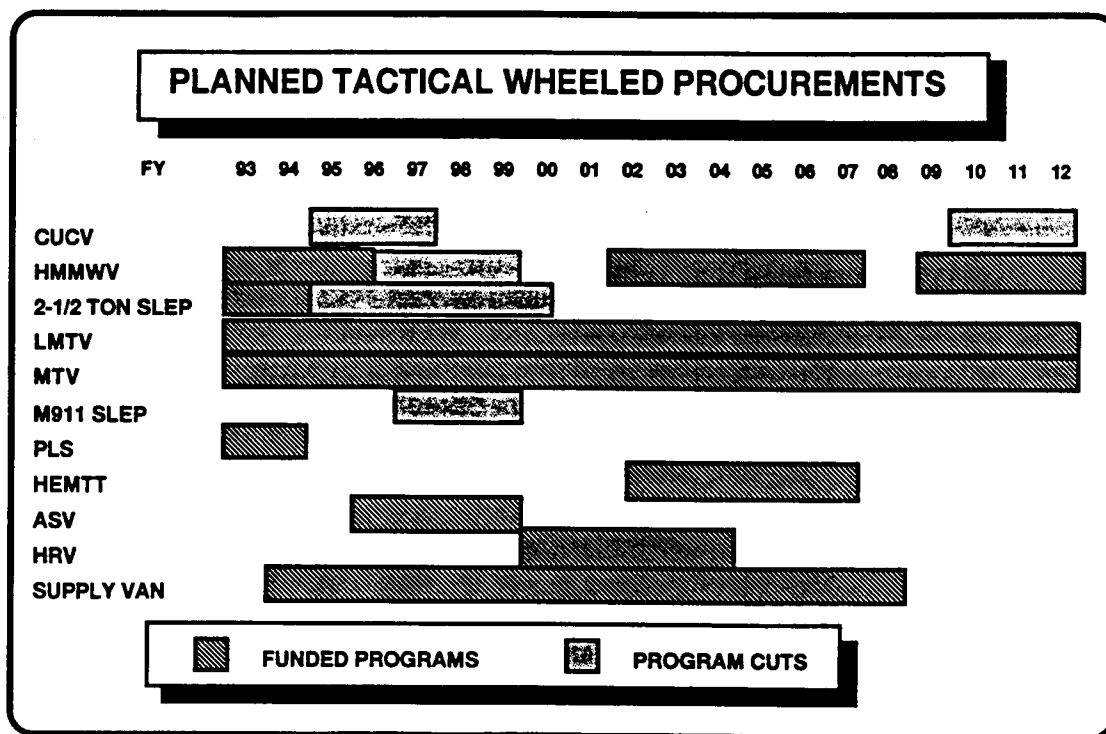 PLANNED TACTICAL WHEELED PROCUREMENTS
FY 93 94 95 96 97 98 99 00 01 02 03 04 05 06 07 08 09 10 11 12
CUCV
HMMWV
2-1/2 TON SLEP
LMTV
MTV
M911 SLEP
PLS
HEMTT
ASV
HRV
SUPPLY VAN
FUNDED PROGRAMS PROGRAM CUTS